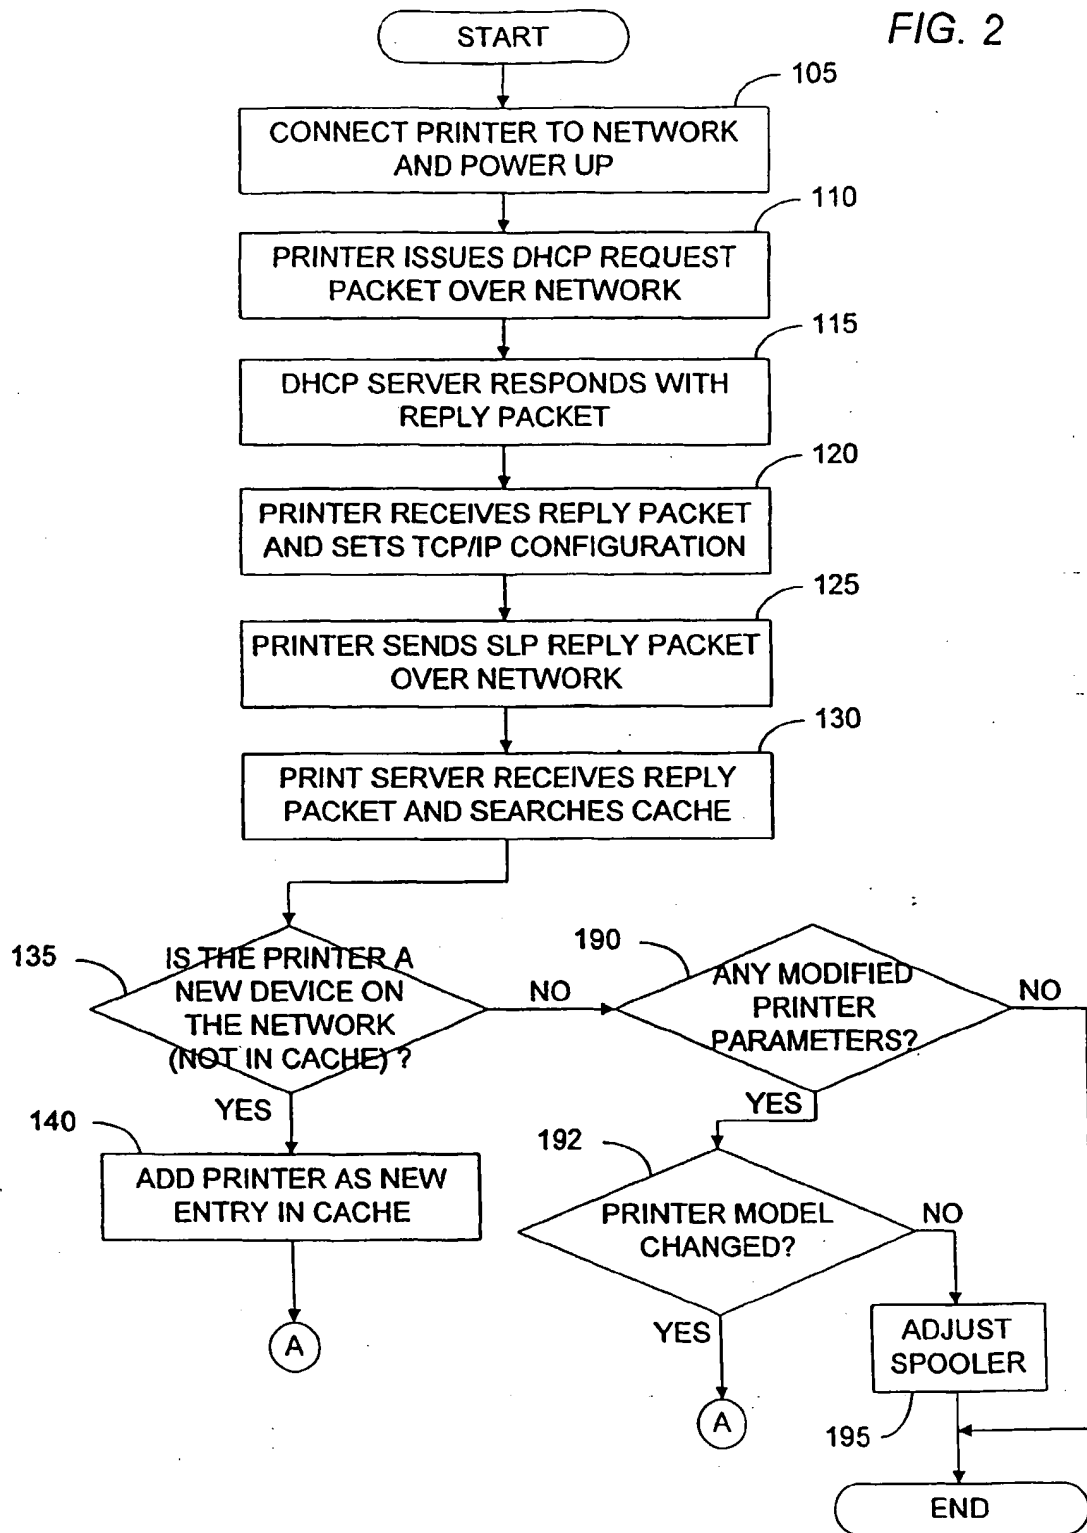 FIG. 2
START
105
CONNECT PRINTER TO NETWORK
AND POWER UP
110
PRINTER ISSUES DHCP REQUEST
PACKET OVER NETWORK
115
DHCP SERVER RESPONDS WITH
REPLY PACKET
120
PRINTER RECEIVES REPLY PACKET
AND SETS TCP/IP CONFIGURATION
125
PRINTER SENDS SLP REPLY PACKET
OVER NETWORK
130
PRINT SERVER RECEIVES REPLY
PACKET AND SEARCHES CACHE
135
IS THE PRINTER A
NEW DEVICE ON
THE NETWORK
(NOT IN CACHE) ?
NO
190
ANY MODIFIED
PRINTER
PARAMETERS?
NO
YES
YES
140
ADD PRINTER AS NEW
ENTRY IN CACHE
A
192
PRINTER MODEL
CHANGED?
NO
YES
A
ADJUST
SPOOLER
195
END